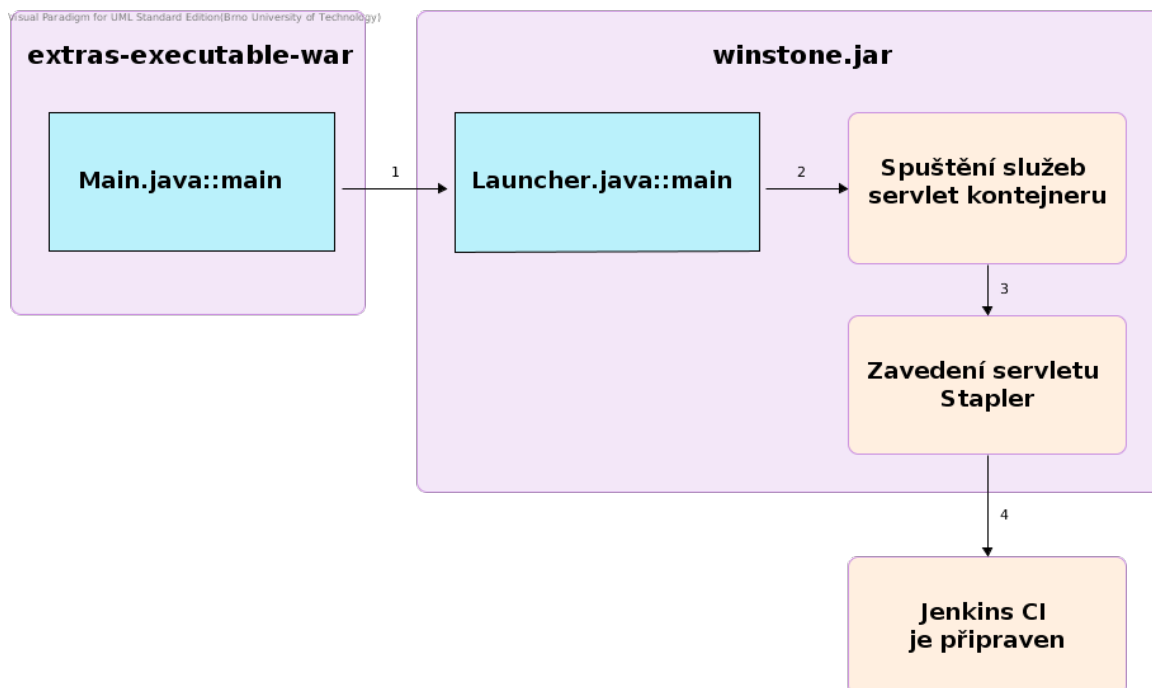 Visual Paradigm for UML Standard Edition(Brno University of Technology)
extras-executable-war
winstone.jar
Main.java::main
1
Launcher.java::main
2
Spuštění služeb
servlet kontejneru
3
Zavedení servletu
Stapler
4
Jenkins CI
je připraven